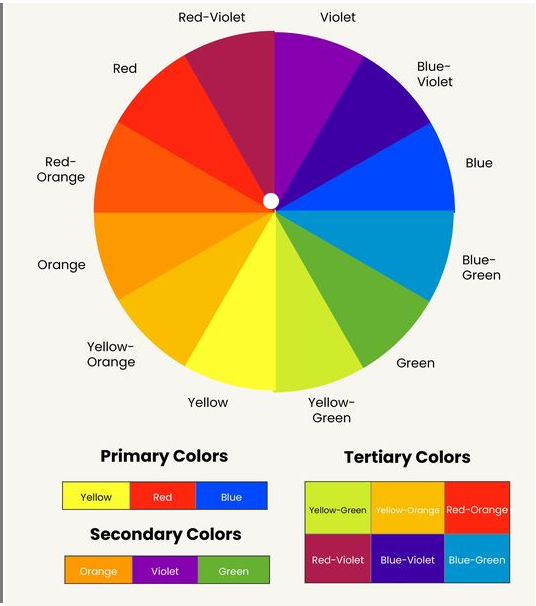 Red-Violet
Violet
Red
Blue-
Violet
Red-
Orange
Blue
Orange
Blue-
Green
Yellow-
Orange
Green
Yellow
Yellow-
Green
Primary Colors
Yellow Red Blue
Secondary Colors
Orange Violet Green
Tertiary Colors
Yellow-Green Yellow-Orange Red-Orange
Red-Violet Blue-Violet Blue-Green